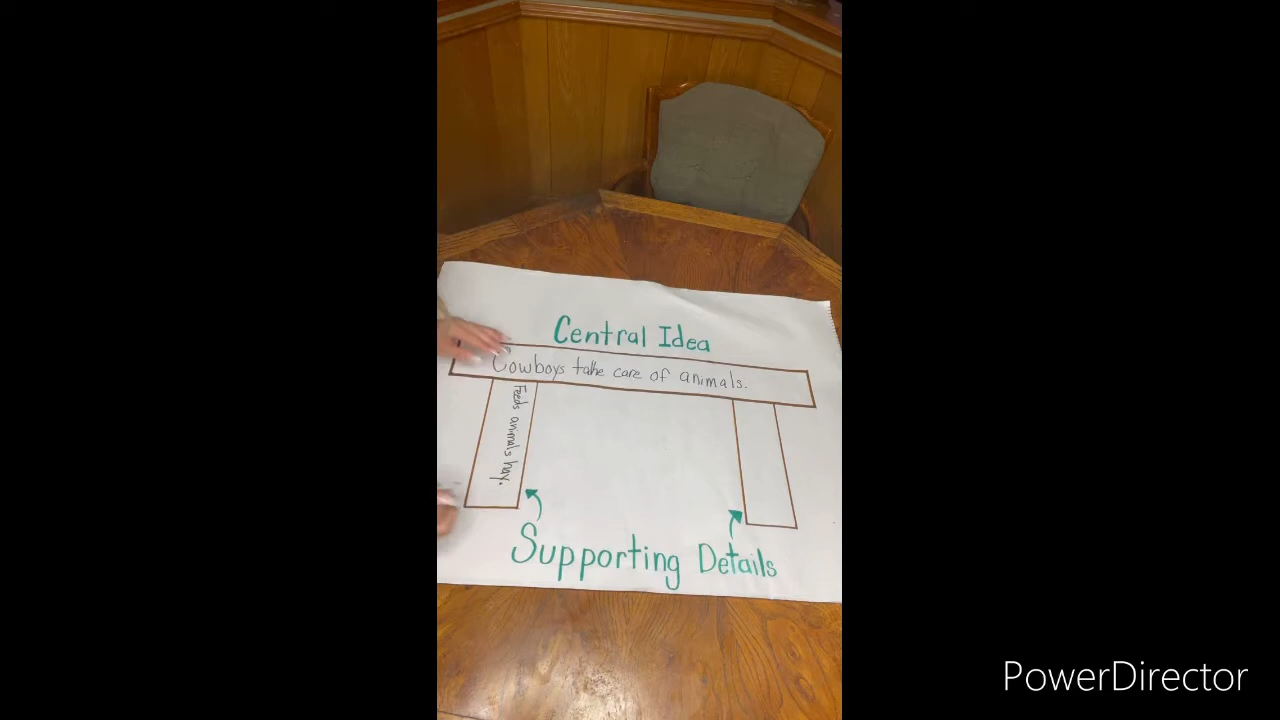 Central Idea
Cowboys take care of animals.
Feeds animals hay.
Supporting Details
PowerDirector